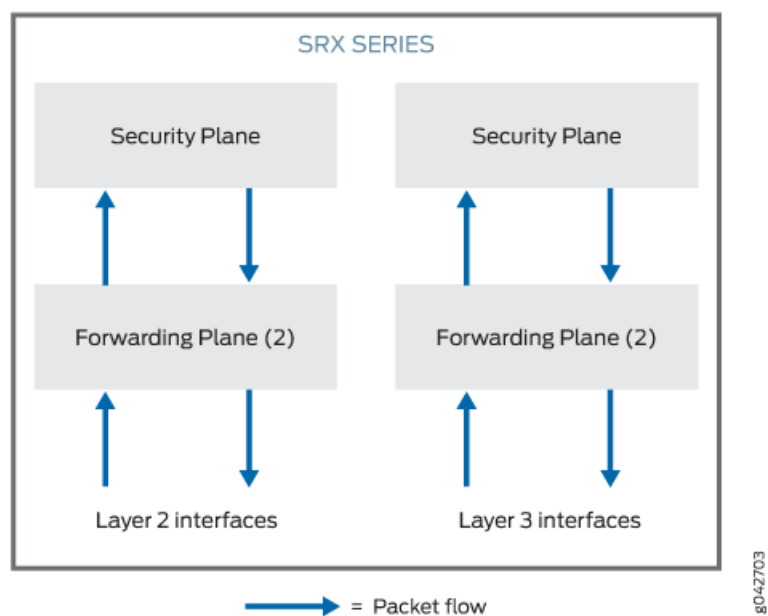 SRX SERIES
Security Plane
Security Plane
Forwarding Plane (2)
Forwarding Plane (2)
Layer 2 interfaces
Layer 3 interfaces
= Packet flow
g042703